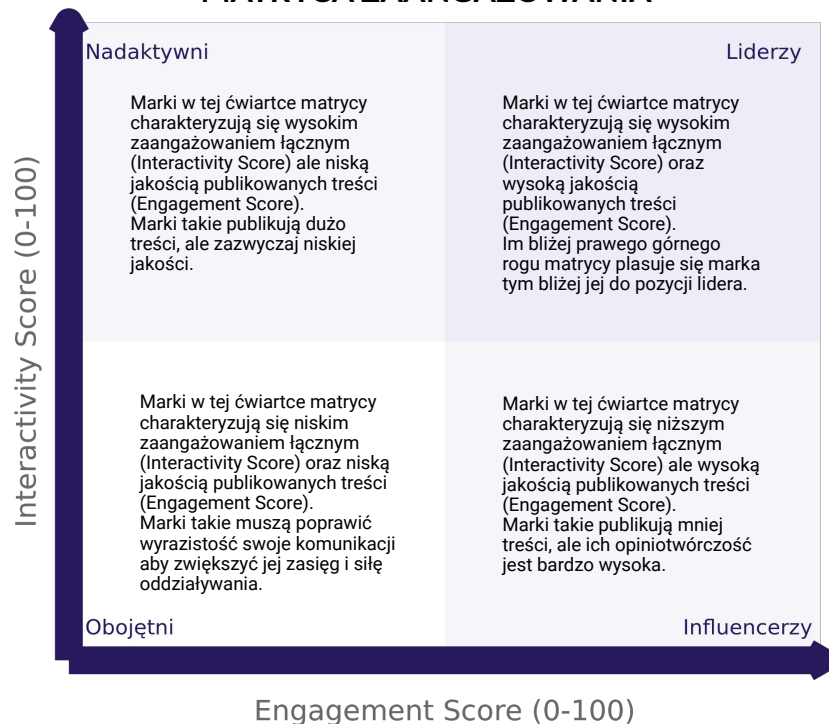 MATRYCA ZAANGAŻOWANIA
Nadaktywni
Marki w tej ćwiartce matrycy
charakteryzują się wysokim
zaangażowaniem łącznym
(Interactivity Score) ale niską
jakością publikowanych treści
(Engagement Score).
Marki takie publikują dużo
treści, ale zazwyczaj niskiej
jakości.
Liderzy
Marki w tej ćwiartce matrycy
charakteryzują się wysokim
zaangażowaniem łącznym
(Interactivity Score) oraz
wysoką jakością
publikowanych treści
(Engagement Score).
Im bliżej prawego górnego
rogu matrycy plasuje się marka
tym bliżej jej do pozycji lidera.
Interactivity Score (0-100)
Marki w tej ćwiartce matrycy
charakteryzują się niskim
zaangażowaniem łącznym
(Interactivity Score) oraz niską
jakością publikowanych treści
(Engagement Score).
Marki takie muszą poprawić
wyrazistość swoje komunikacji
aby zwiększyć jej zasięg i siłę
oddziaływania.
Obojętni
Marki w tej ćwiartce matrycy
charakteryzują się niższym
zaangażowaniem łącznym
(Interactivity Score) ale wysoką
jakością publikowanych treści
(Engagement Score).
Marki takie publikują mniej
treści, ale ich opiniotwórczość
jest bardzo wysoka.
Influencerzy
Engagement Score (0-100)